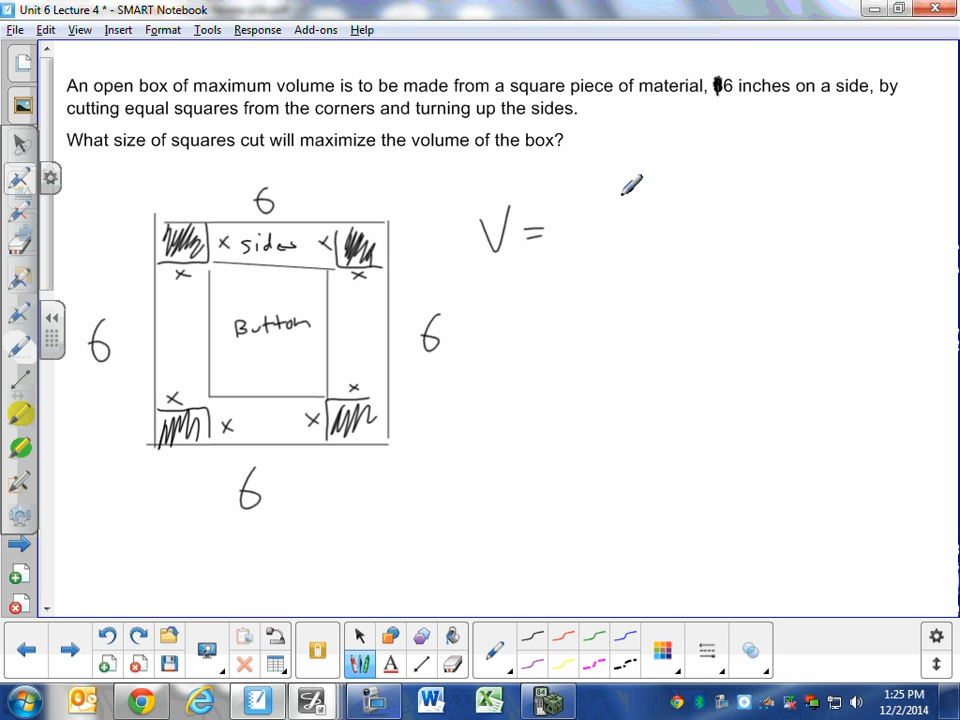 Unit 6 Lecture 4 * - SMART Notebook
File Edit View Insert Format Tools Response Add-ons Help
An open box of maximum volume is to be made from a square piece of material, 6 inches on a side, by
cutting equal squares from the corners and turning up the sides.
What size of squares cut will maximize the volume of the box?
6
x sides x
x x
V =
Button
6 6
x x
x x
6
A
W
1:25 PM
12/2/2014